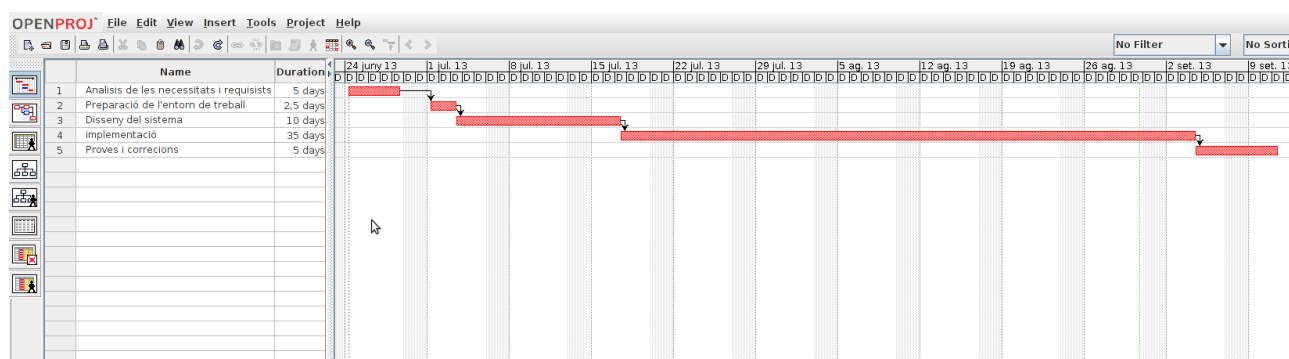 OPENPROJ File Edit View Insert Tools Project Help
No Filter No Sorti
Name Duration 24 juny 13 1 jul. 13 8 jul. 13 15 jul. 13 22 jul. 13 29 jul. 13 5 ag. 13 12 ag. 13 19 ag. 13 26 ag. 13 2 set. 13 9 set. 1
1 Analisis de les necessitats i requisists 5 days
2 Preparació de l'entorn de treball 2,5 days
3 Disseny del sistema 10 days
4 implementació 35 days
5 Proves i correcions 5 days